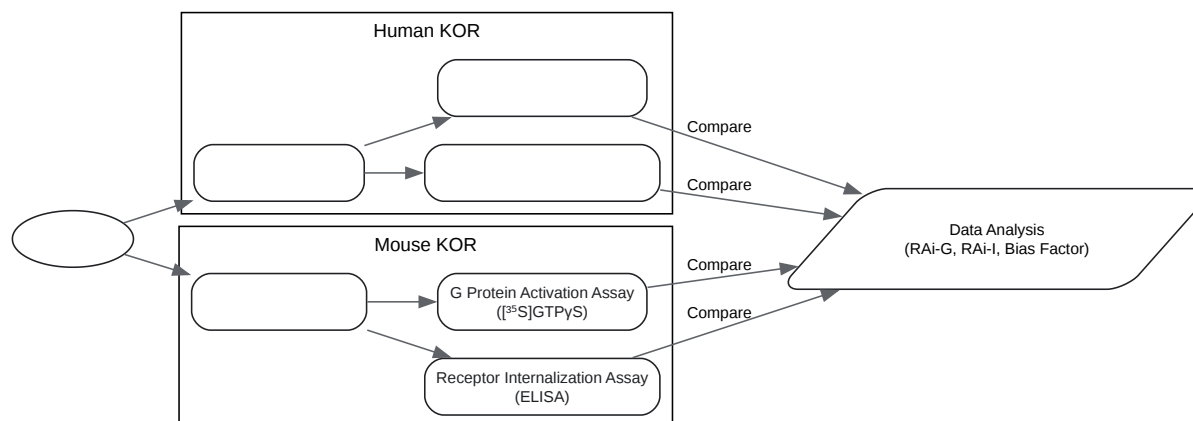 Human KOR
Compare
Compare
Data Analysis
(RAi-G, RAi-I, Bias Factor)
Mouse KOR
Compare
G Protein Activation Assay
([³⁵S]GTPγS)
Compare
Receptor Internalization Assay
(ELISA)